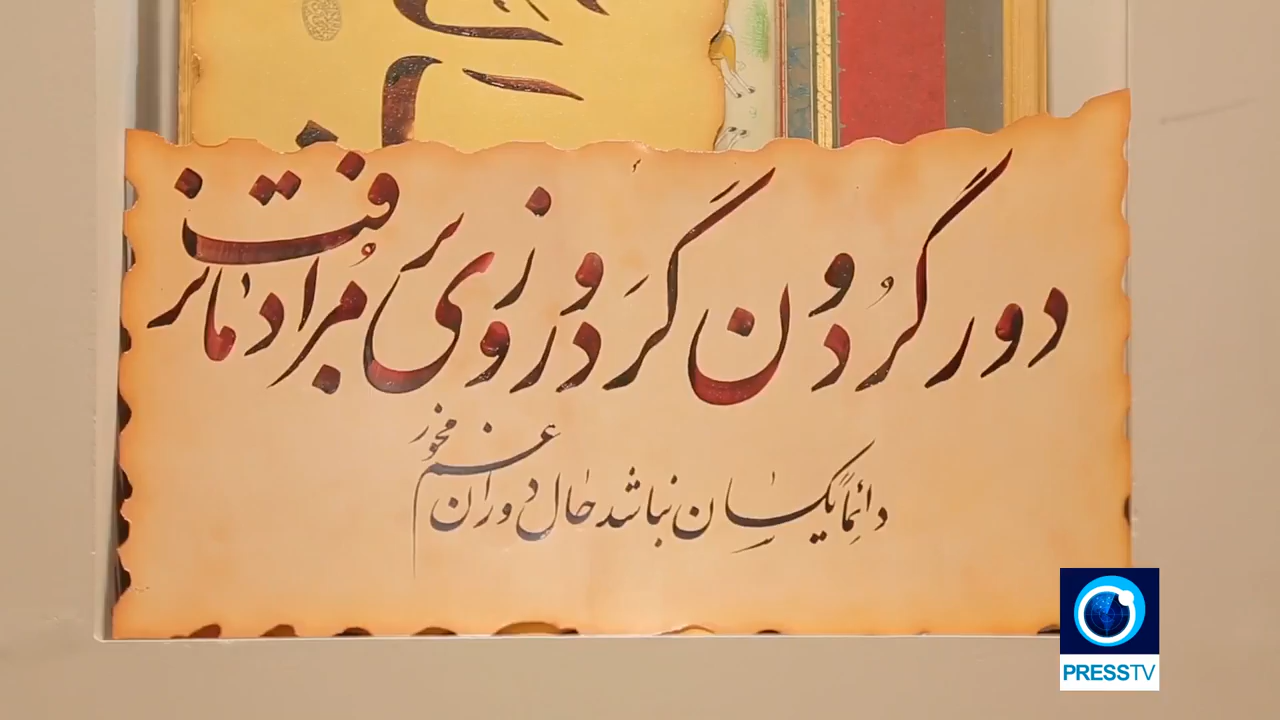 دور گردون گر دو روزی بر مراد ما نرفت
دائماً یکسان نباشد حال دوران غم مخور
PRESSTV